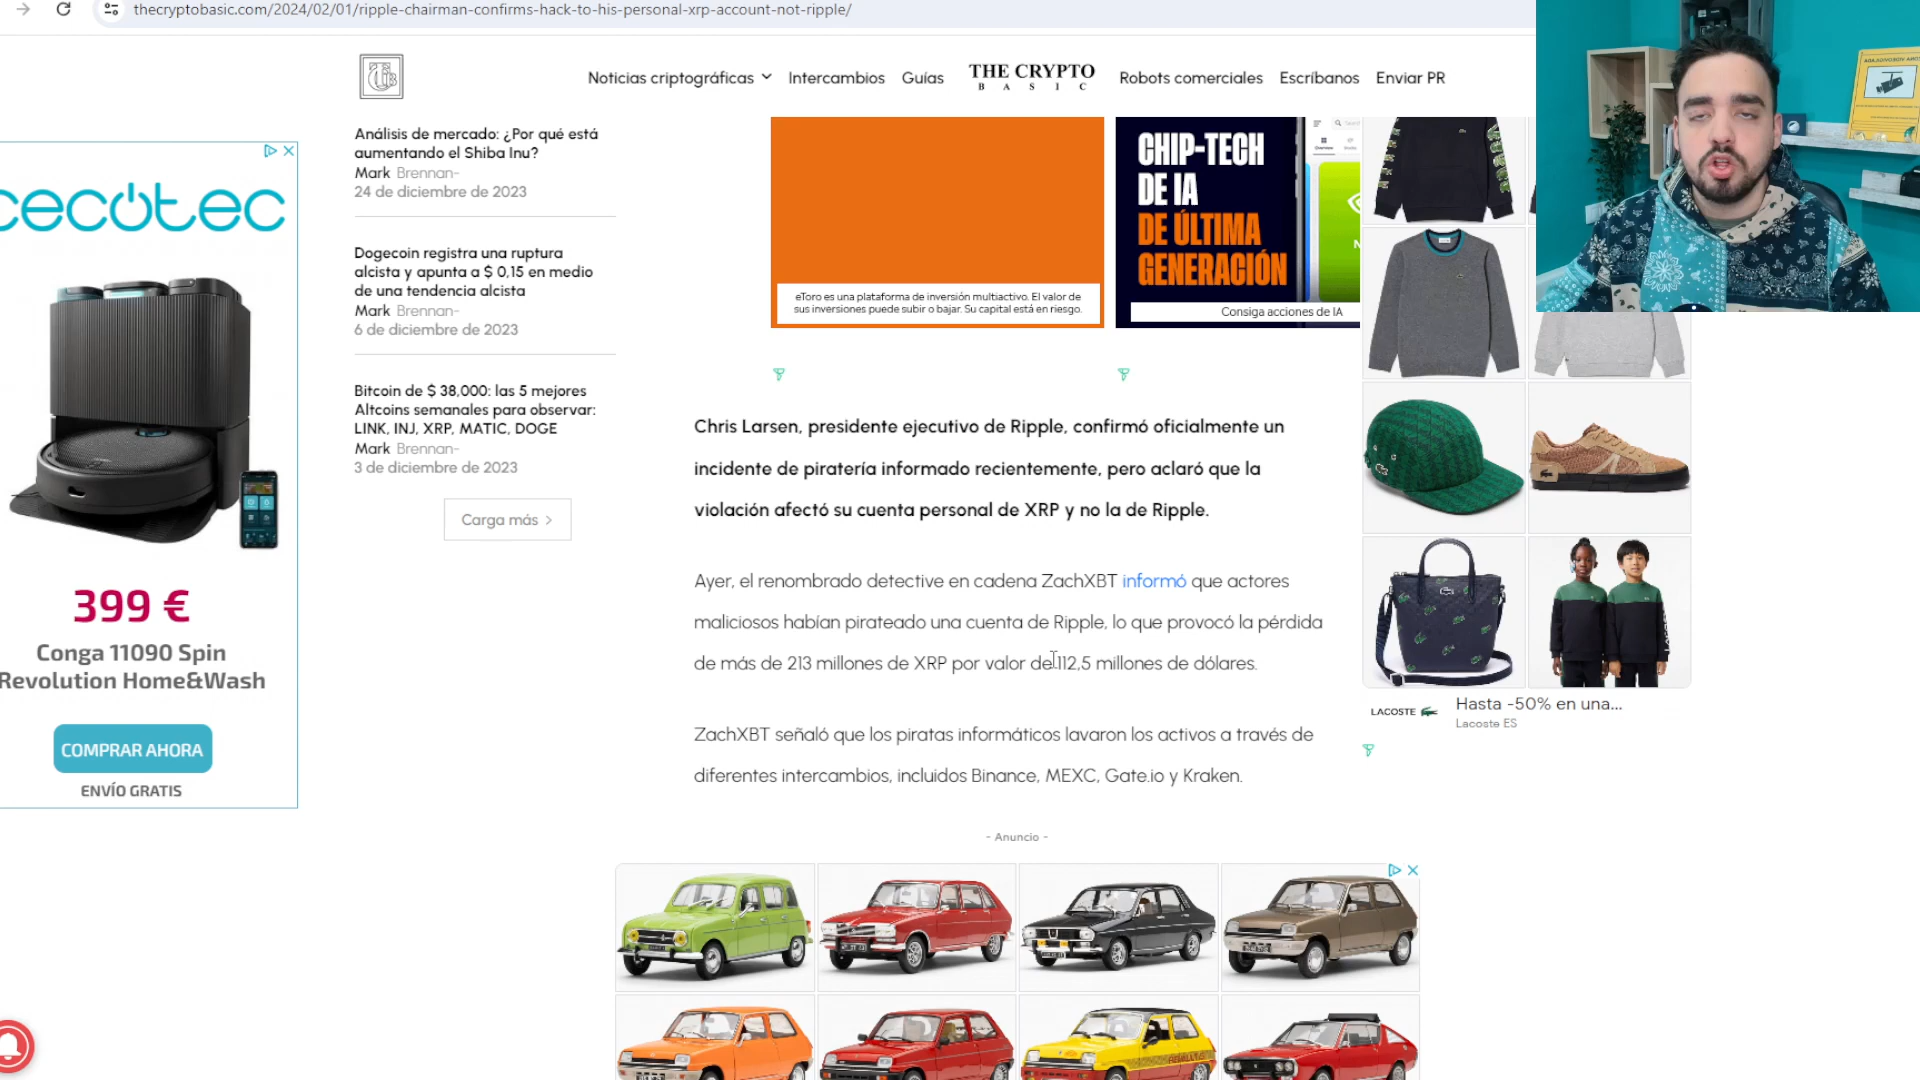 thecryptobasic.com/2024/02/01/ripple-chairman-confirms-hack-to-his-personal-xrp-account-not-ripple/
Noticias criptográficas
Intercambios
Guías
THE CRYPTO
BASIC
Robots comerciales
Escríbanos
Enviar PR
cecotec
399 €
Conga 11090 Spin
Revolution Home&Wash
COMPRAR AHORA
ENVÍO GRATIS
Análisis de mercado: ¿Por qué está
aumentando el Shiba Inu?
Mark Brennan-
24 de diciembre de 2023
Dogecoin registra una ruptura
alcista y apunta a $ 0,15 en medio
de una tendencia alcista
Mark Brennan-
6 de diciembre de 2023
Bitcoin de $ 38,000: las 5 mejores
Altcoins semanales para observar:
LINK, INJ, XRP, MATIC, DOGE
Mark Brennan-
3 de diciembre de 2023
Carga más
eToro es una plataforma de inversión multiactivo. El valor de
sus inversiones puede subir o bajar. Su capital está en riesgo.
CHIP-TECH
DE IA
DE ÚLTIMA
GENERACIÓN
Consiga acciones de IA
Chris Larsen, presidente ejecutivo de Ripple, confirmó oficialmente un
incidente de piratería informado recientemente, pero aclaró que la
violación afectó su cuenta personal de XRP y no la de Ripple.
Ayer, el renombrado detective en cadena ZachXBT informó que actores
maliciosos habían pirateado una cuenta de Ripple, lo que provocó la pérdida
de más de 213 millones de XRP por valor de 112,5 millones de dólares.
ZachXBT señaló que los piratas informáticos lavaron los activos a través de
diferentes intercambios, incluidos Binance, MEXC, Gate.io y Kraken.
- Anuncio -
LACOSTE
Hasta -50% en una...
Lacoste ES